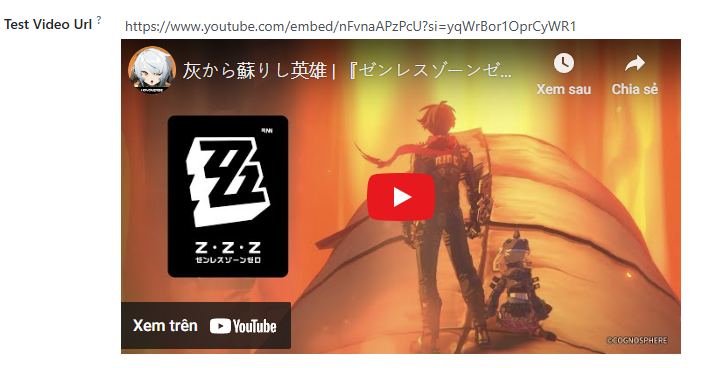 Test Video Url ?
https://www.youtube.com/embed/nFvnaAPzPcU?si=yqWrBor1OprCyWR1
灰から蘇りし英雄 | 『ゼンレスゾーンゼ...
Xem sau
Chia sẻ
HOYOVERSE
Z・Z・Z
ゼンレスゾーンゼロ
Xem trên YouTube
©COGNOSPHERE